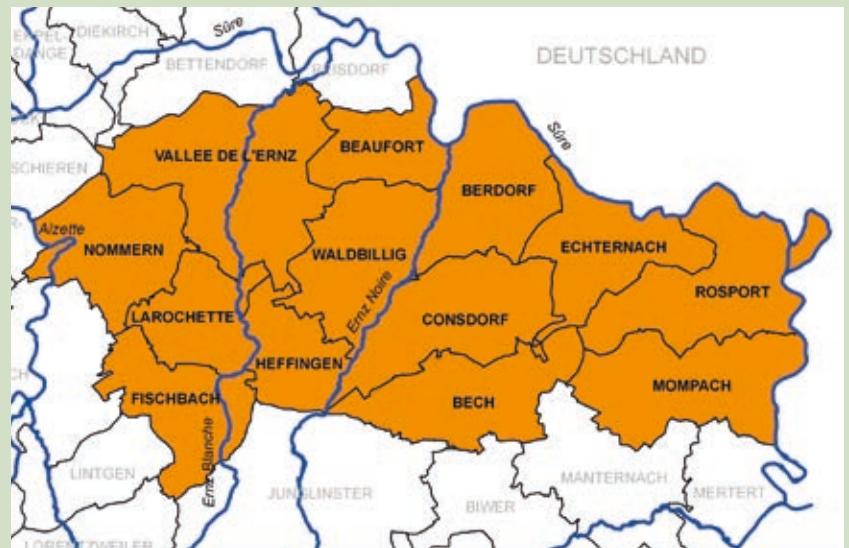 DIEKIRCH
Sûre
DANGE
BETTENDORF
DEUTSCHLAND
Sûre
SCHIEREN
VALLEE DE L'ERNZ
BEAUFORT
BERDORF
Alzette
NOMMERN
WALDBILLIG
ECHTERNACH
ROSPORT
Ernz Noire
LAROCHETTE
CONSDORF
HEFFINGEN
FISCHBACH
BECH
MOMPACH
Ernz Blanche
LINTGEN
JUNGLINSTER
MANTERNACH
BIWER
MERTERT